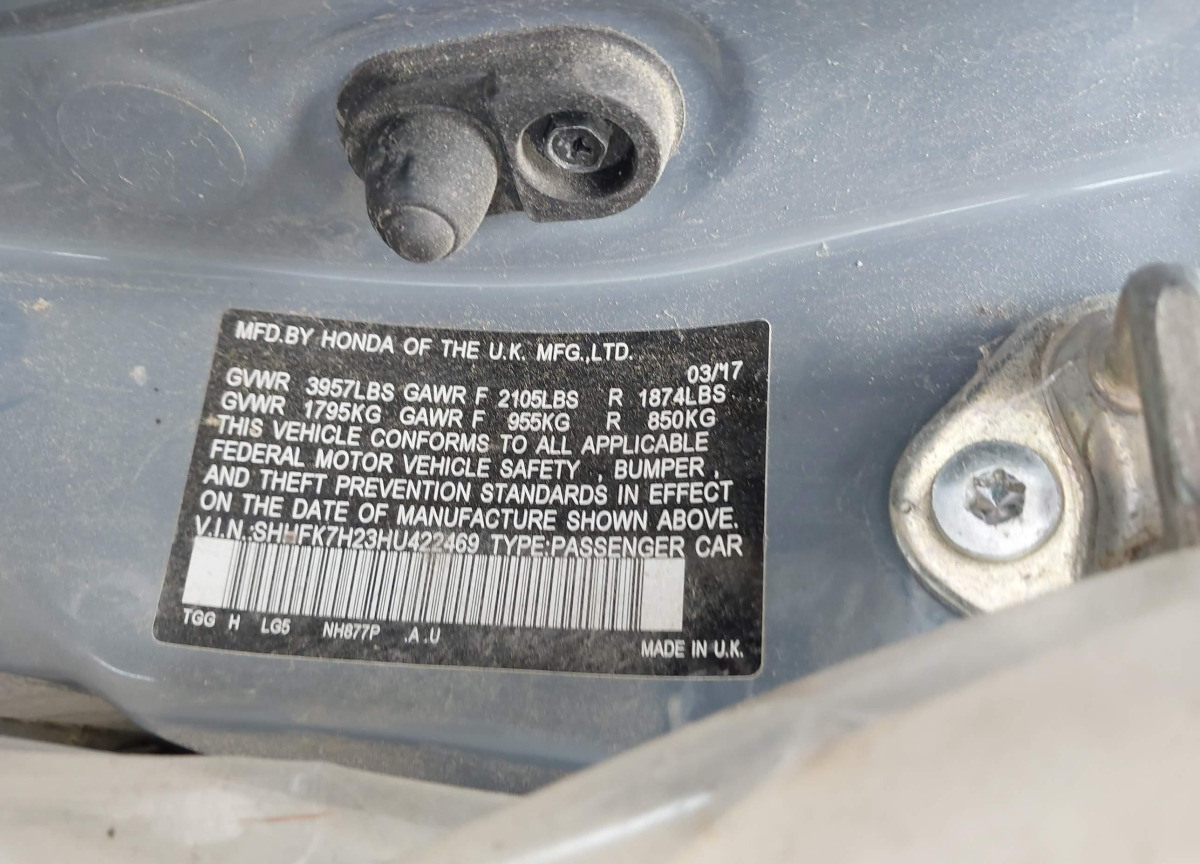 MFD.BY HONDA OF THE U.K. MFG.,LTD.
03/17
GVWR 3957LBS GAWR F 2105LBS R 1874LBS
GVWR 1795KG GAWR F 955KG R 850KG
THIS VEHICLE CONFORMS TO ALL APPLICABLE
FEDERAL MOTOR VEHICLE SAFETY , BUMPER ,
AND THEFT PREVENTION STANDARDS IN EFFECT
ON THE DATE OF MANUFACTURE SHOWN ABOVE.
V.I.N.:SHHFK7H23HU422469 TYPE:PASSENGER CAR
TGG H LG5 NH877P .A .U
MADE IN U.K.